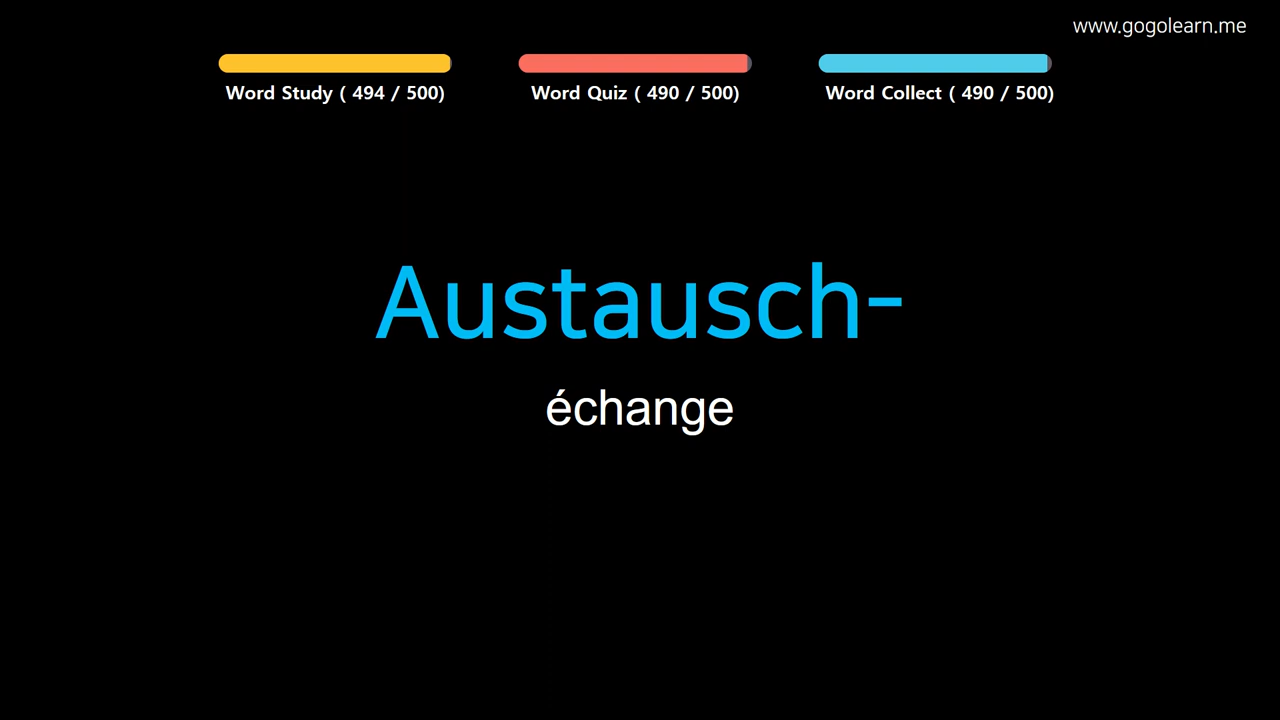 www.gogolearn.me
Word Study ( 494 / 500)
Word Quiz ( 490 / 500)
Word Collect ( 490 / 500)
Austausch-
échange